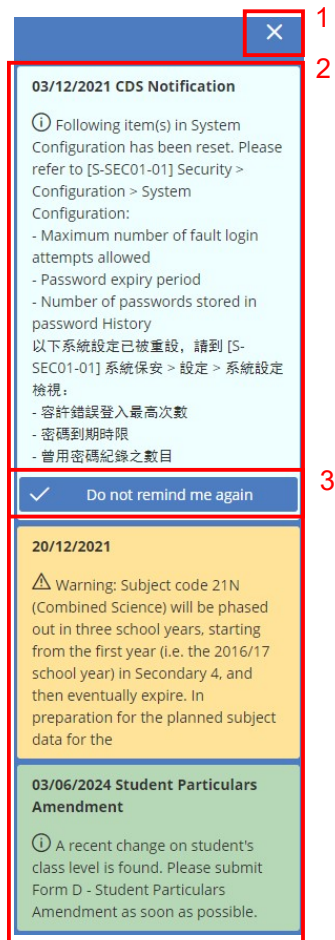 1
2
03/12/2021 CDS Notification
Following item(s) in System
Configuration has been reset. Please
refer to [S-SEC01-01] Security >
Configuration > System
Configuration:
- Maximum number of fault login
attempts allowed
- Password expiry period
- Number of passwords stored in
password History
以下系統設定已被重設，請到 [S-
SEC01-01] 系統保安 > 設定 > 系統設定
檢視：
- 容許錯誤登入最高次數
- 密碼到期時限
- 曾用密碼紀錄之數目
3
Do not remind me again
20/12/2021
Warning: Subject code 21N
(Combined Science) will be phased
out in three school years, starting
from the first year (i.e. the 2016/17
school year) in Secondary 4, and
then eventually expire. In
preparation for the planned subject
data for the
03/06/2024 Student Particulars
Amendment
A recent change on student's
class level is found. Please submit
Form D - Student Particulars
Amendment as soon as possible.